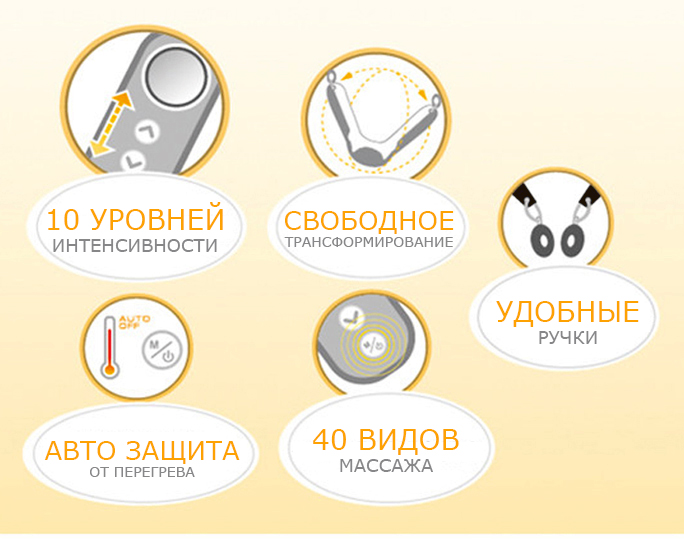 10 УРОВНЕЙ
ИНТЕНСИВНОСТИ
СВОБОДНОЕ
ТРАНСФОРМИРОВАНИЕ
УДОБНЫЕ
РУЧКИ
AUTO
OFF
M/
АВТО ЗАЩИТА
ОТ ПЕРЕГРЕВА
M/
40 ВИДОВ
МАССАЖА